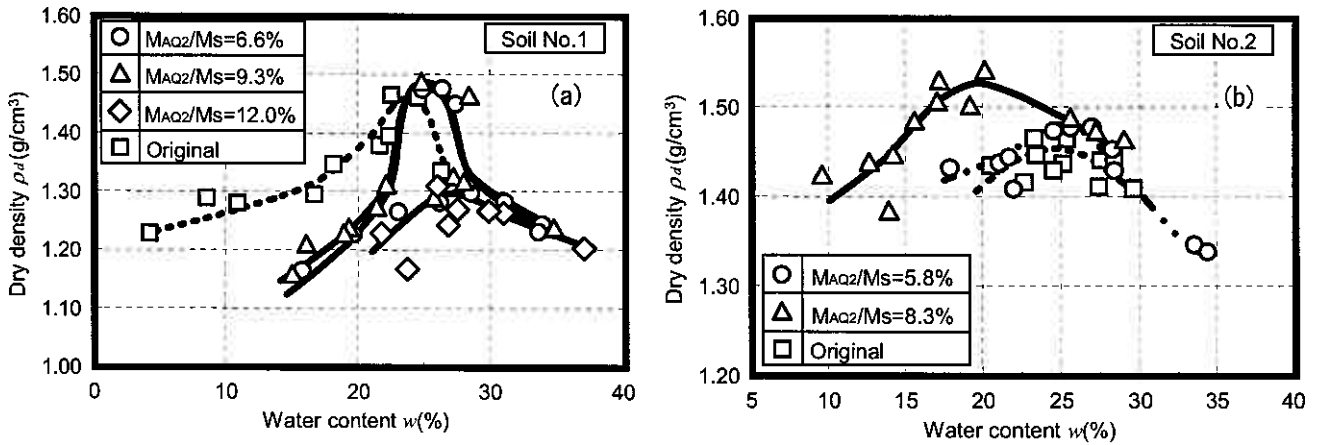 1.60
1.50
1.40
1.30
1.20
1.10
1.00
Dry density ρd(g/cm³)
MAQ2/Ms=6.6%
MAQ2/Ms=9.3%
MAQ2/Ms=12.0%
Original
Soil No.1
(a)
0 10 20 30 40
Water content w(%)
1.60
1.50
1.40
1.30
1.20
Dry density ρd(g/cm³)
Soil No.2
(b)
MAQ2/Ms=5.8%
MAQ2/Ms=8.3%
Original
5 10 15 20 25 30 35 40
Water content w(%)